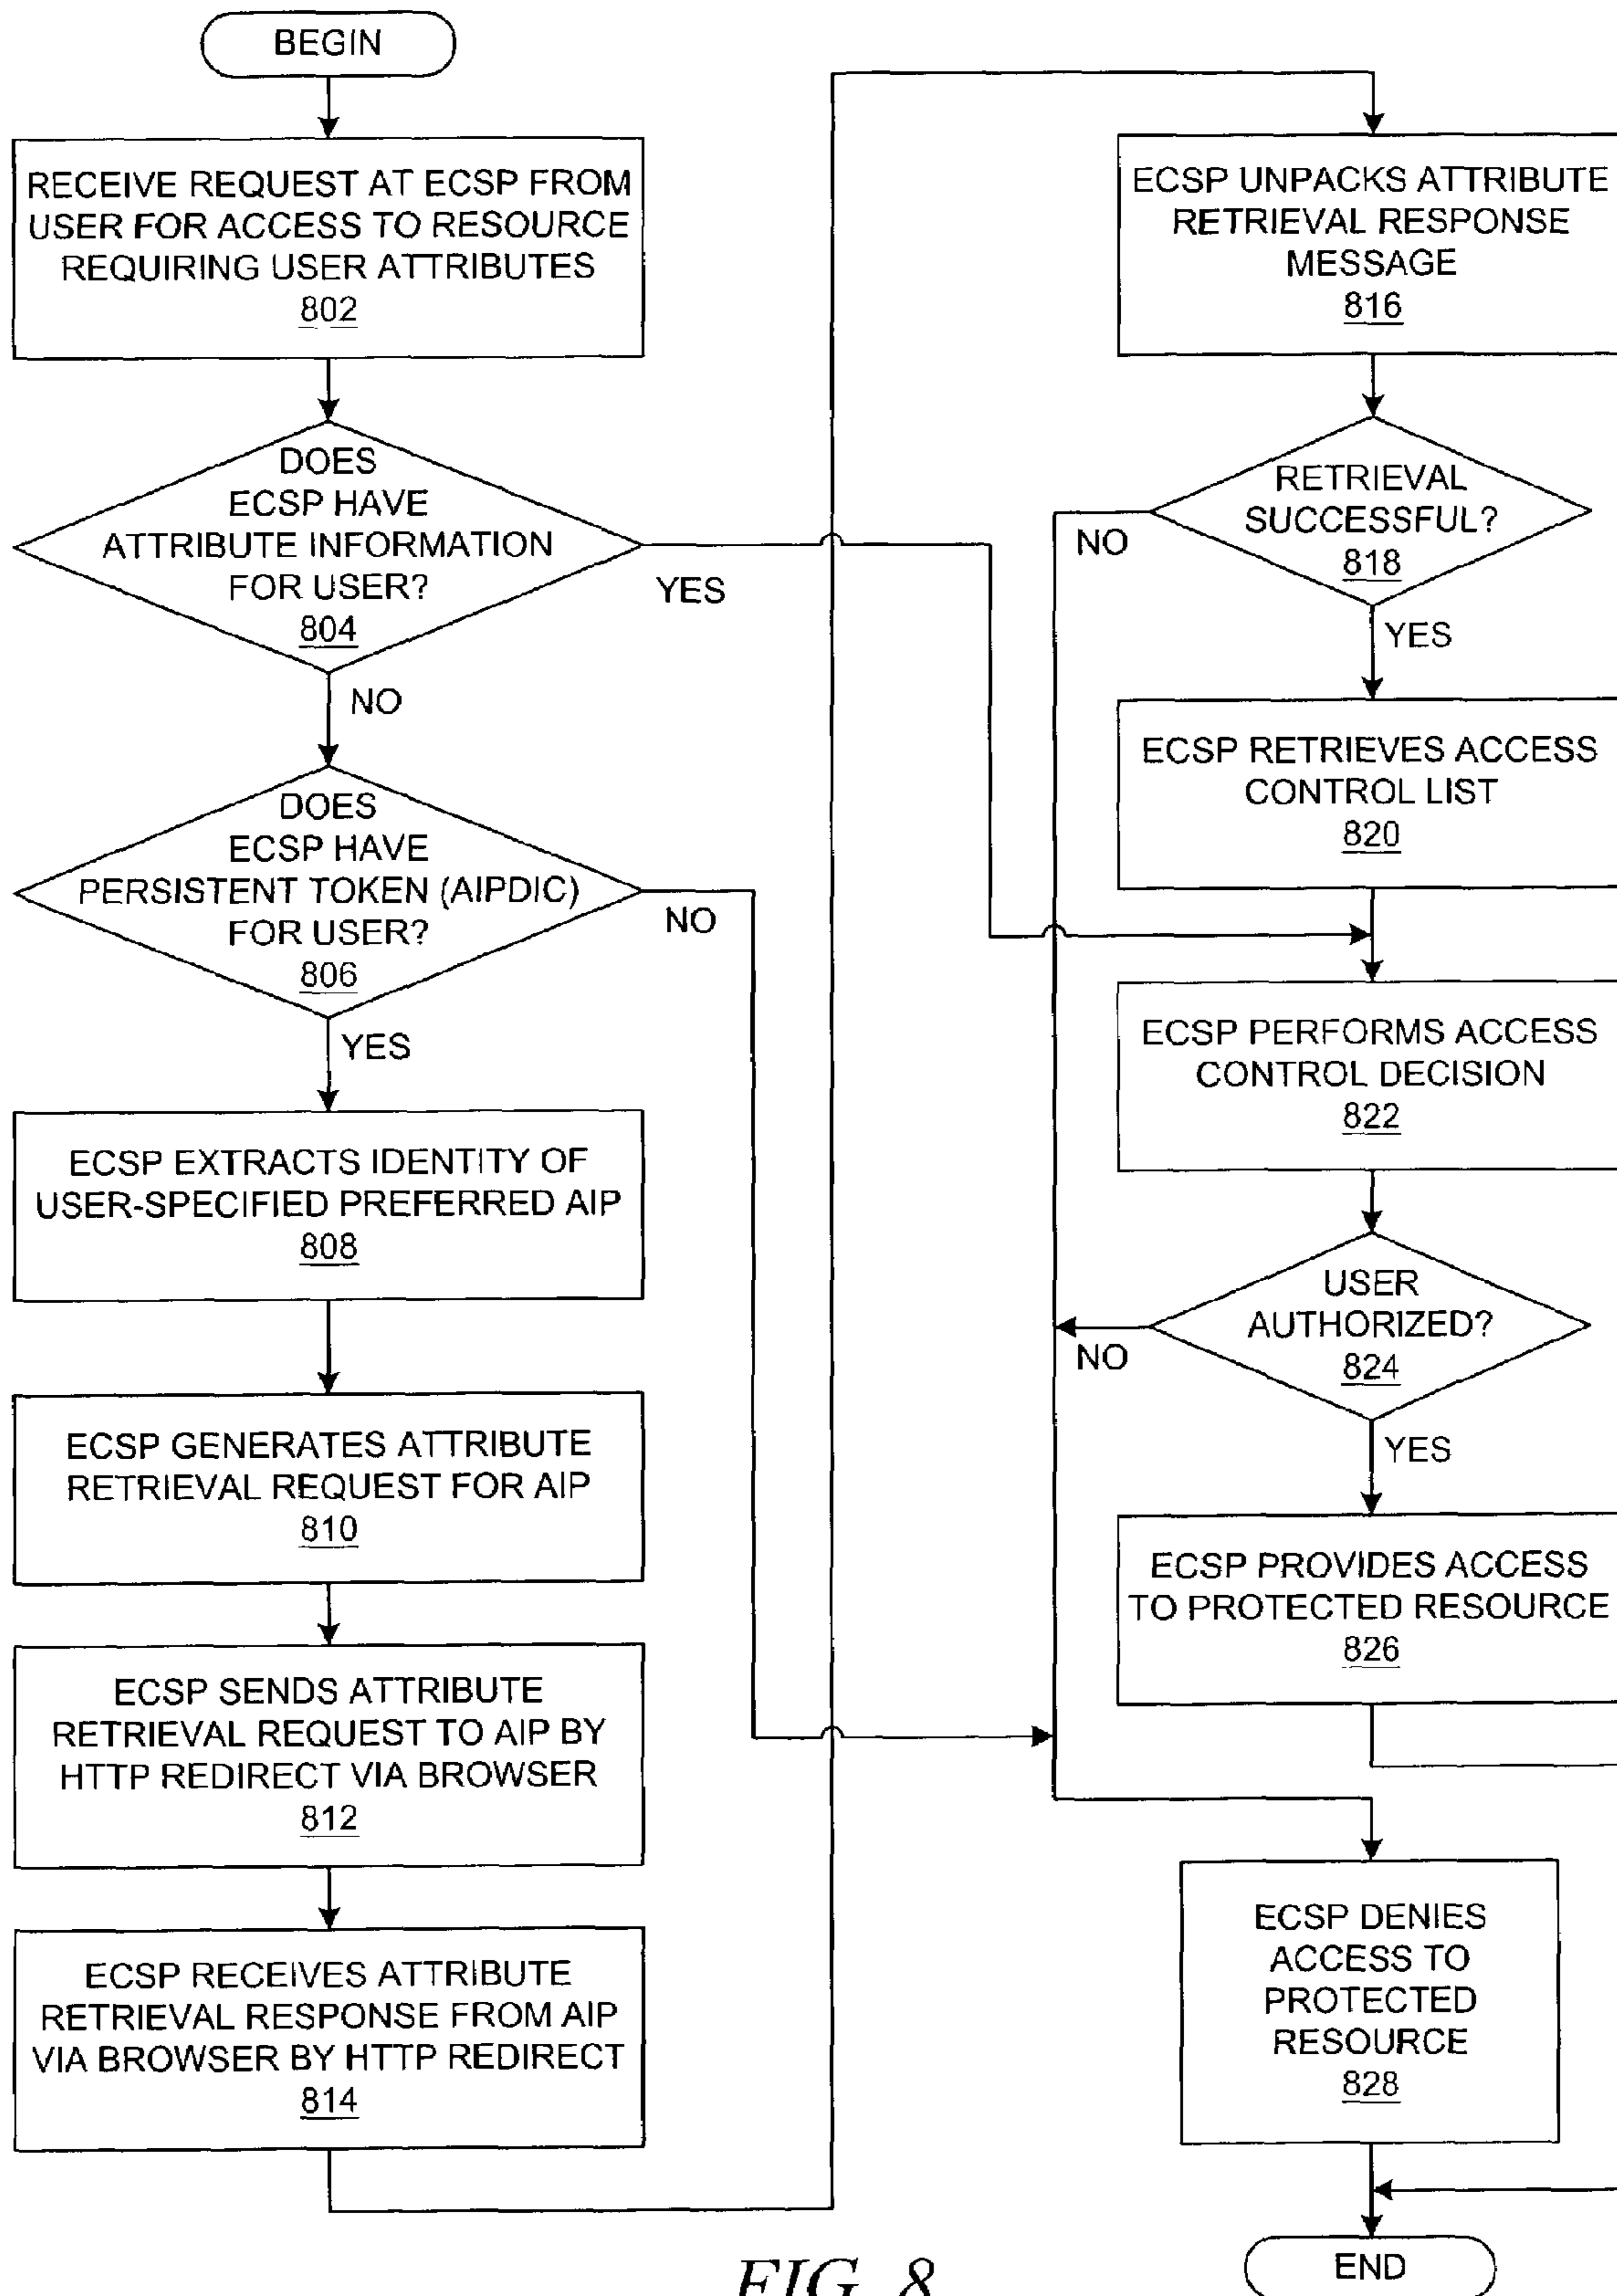 BEGIN
RECEIVE REQUEST AT ECSP FROM
USER FOR ACCESS TO RESOURCE
REQUIRING USER ATTRIBUTES
802
DOES
ECSP HAVE
ATTRIBUTE INFORMATION
FOR USER?
804
YES
NO
DOES
ECSP HAVE
PERSISTENT TOKEN (AIPDIC)
FOR USER?
806
NO
YES
ECSP EXTRACTS IDENTITY OF
USER-SPECIFIED PREFERRED AIP
808
ECSP GENERATES ATTRIBUTE
RETRIEVAL REQUEST FOR AIP
810
ECSP SENDS ATTRIBUTE
RETRIEVAL REQUEST TO AIP BY
HTTP REDIRECT VIA BROWSER
812
ECSP RECEIVES ATTRIBUTE
RETRIEVAL RESPONSE FROM AIP
VIA BROWSER BY HTTP REDIRECT
814
ECSP UNPACKS ATTRIBUTE
RETRIEVAL RESPONSE
MESSAGE
816
RETRIEVAL
SUCCESSFUL?
818
NO
YES
ECSP RETRIEVES ACCESS
CONTROL LIST
820
ECSP PERFORMS ACCESS
CONTROL DECISION
822
USER
AUTHORIZED?
824
NO
YES
ECSP PROVIDES ACCESS
TO PROTECTED RESOURCE
826
ECSP DENIES
ACCESS TO
PROTECTED
RESOURCE
828
END
FIG. 8